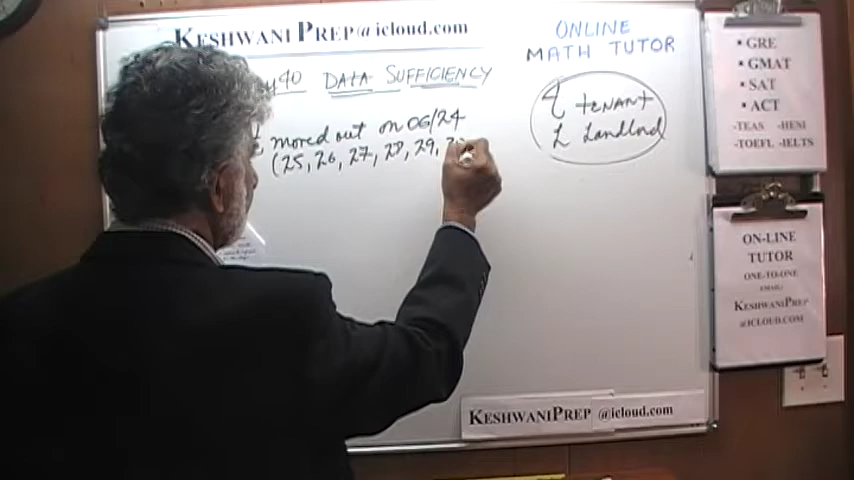 KESHWANI PREP@icloud.com
40 DATA SUFFICIENCY
moved out on 06/24
(25, 26, 27, 28, 29,
ONLINE
MATH TUTOR
t TENANT
L Landlord
• GRE
• GMAT
• SAT
• ACT
-TEAS -HESI
-TOEFL -IELTS
ON-LINE
TUTOR
ONE-TO-ONE
EMAIL:
KESHWANIPREP
@ICLOUD.COM
KESHWANIPREP @icloud.com